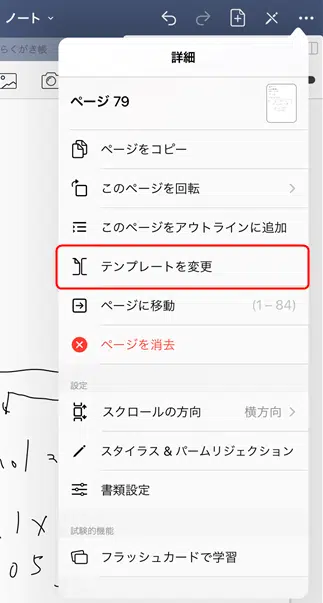 ノート
らくがき帳...
詳細
ページ 79
ページをコピー
このページを回転
このページをアウトラインに追加
テンプレートを変更
ページに移動 (1 – 84)
ページを消去
設定
スクロールの方向 横方向
スタイラス & パームリジェクション
書類設定
試験的機能
フラッシュカードで学習